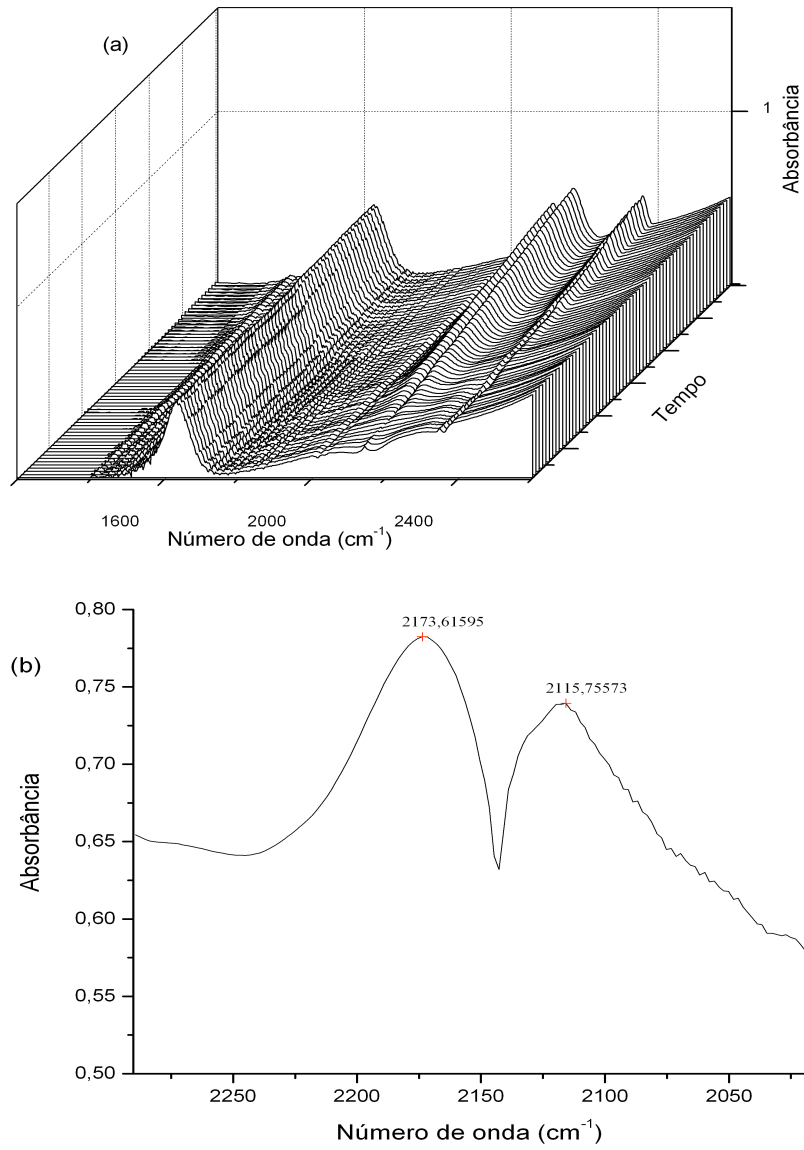 (a)
1
Absorbância
Tempo
1600 2000 2400
Número de onda (cm⁻¹)
(b)
0,80
0,75
0,70
0,65
0,60
0,55
0,50
Absorbância
2173,61595
2115,75573
2250 2200 2150 2100 2050
Número de onda (cm⁻¹)